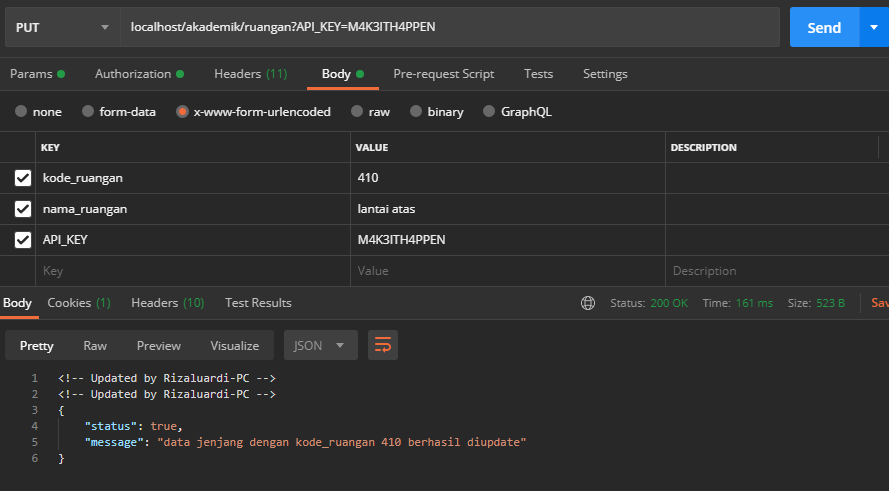 PUT localhost/akademik/ruangan?API_KEY=M4K3ITH4PPEN Send
Params Authorization Headers (11) Body Pre-request Script Tests Settings
none form-data x-www-form-urlencoded raw binary GraphQL
KEY VALUE DESCRIPTION
kode_ruangan 410
nama_ruangan lantai atas
API_KEY M4K3ITH4PPEN
Key Value Description
Body Cookies (1) Headers (10) Test Results Status: 200 OK Time: 161 ms Size: 523 B Sav
Pretty Raw Preview Visualize JSON
1 <!-- Updated by Rizaluardi-PC -->
2 <!-- Updated by Rizaluardi-PC -->
3 {
4 "status": true,
5 "message": "data jenjang dengan kode_ruangan 410 berhasil diupdate"
6 }